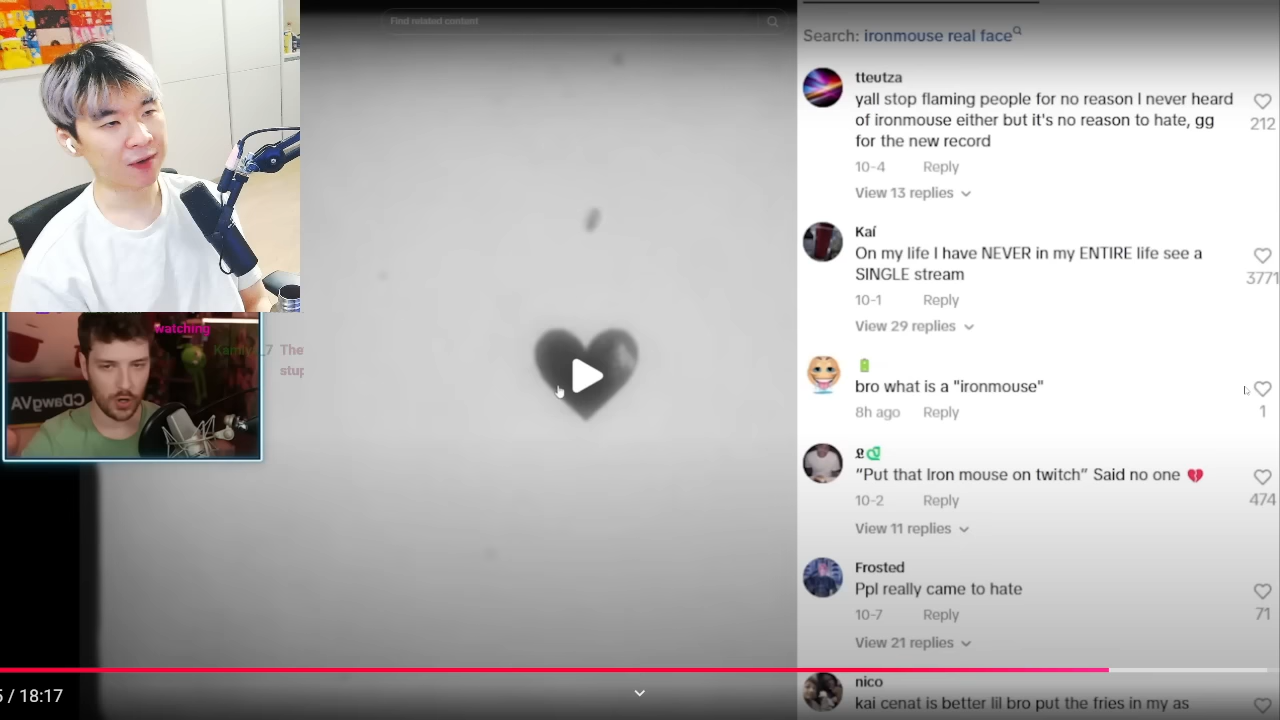 Find related content
Search: ironmouse real face
tteutza
yall stop flaming people for no reason I never heard
of ironmouse either but it's no reason to hate, gg
for the new record
212
10-4 Reply
View 13 replies
Kaí
On my life I have NEVER in my ENTIRE life see a
SINGLE stream
3771
10-1 Reply
View 29 replies
bro what is a "ironmouse"
8h ago Reply
1
“Put that Iron mouse on twitch” Said no one 💔
474
10-2 Reply
View 11 replies
Frosted
Ppl really came to hate
10-7 Reply
71
View 21 replies
nico
kai cenat is better lil bro put the fries in my as
watching
The
stup
CDawgVA
/ 18:17